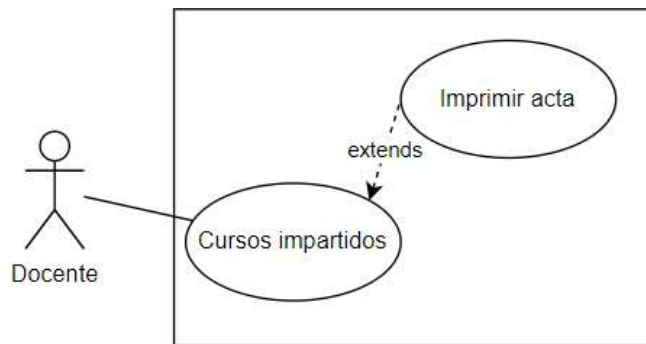 Imprimir acta
extends
Cursos impartidos
Docente